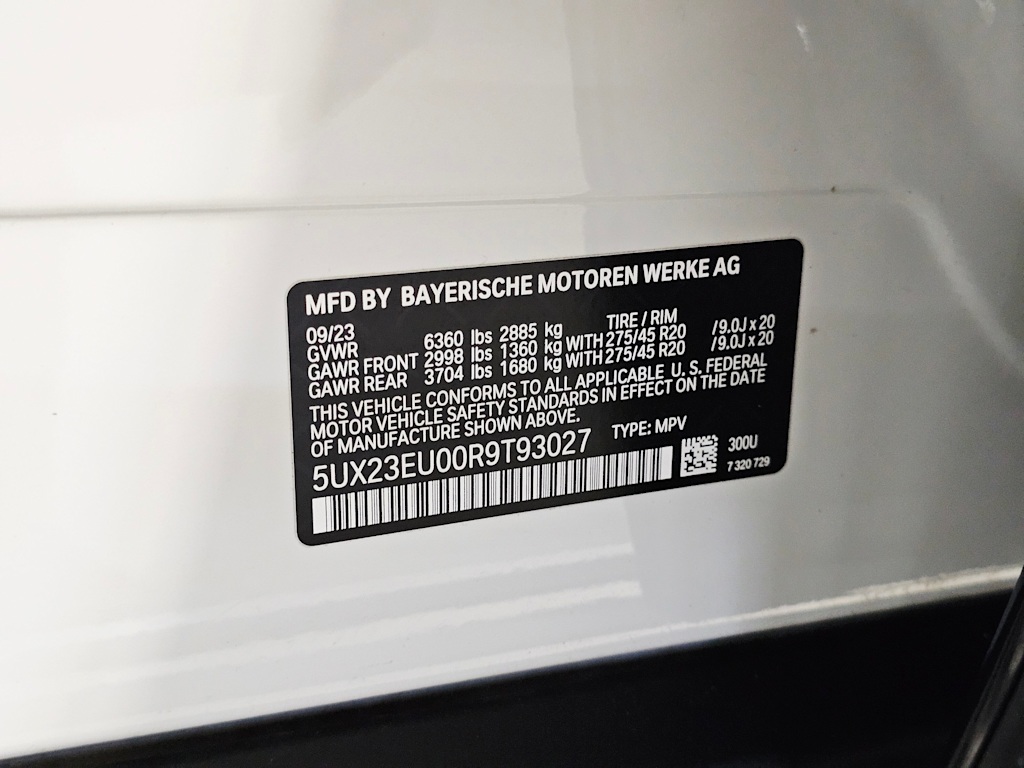 MFD BY BAYERISCHE MOTOREN WERKE AG
09/23 TIRE / RIM
GVWR 6360 lbs 2885 kg
GAWR FRONT 2998 lbs 1360 kg WITH 275/45 R20 /9.0J x 20
GAWR REAR 3704 lbs 1680 kg WITH 275/45 R20 /9.0J x 20
THIS VEHICLE CONFORMS TO ALL APPLICABLE U. S. FEDERAL
MOTOR VEHICLE SAFETY STANDARDS IN EFFECT ON THE DATE
OF MANUFACTURE SHOWN ABOVE.
5UX23EU00R9T93027 TYPE: MPV
300U
7 320 729